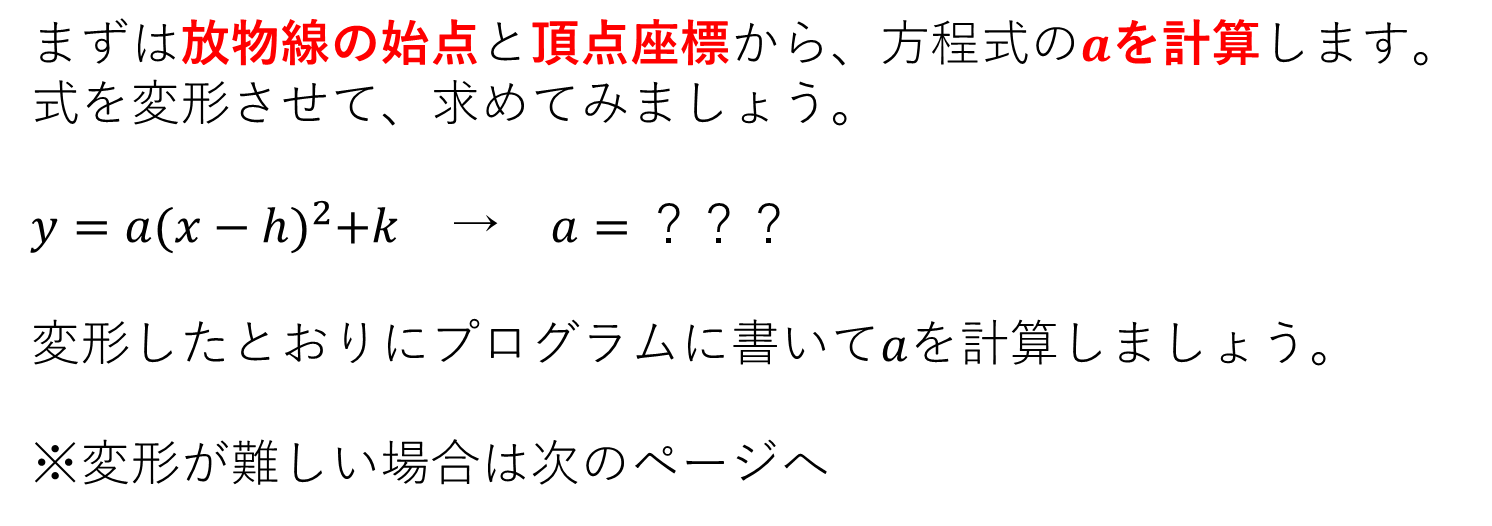 まずは放物線の始点と頂点座標から、方程式のaを計算します。
式を変形させて、求めてみましょう。
y = a(x − h)²+k　→　a = ？？？
変形したとおりにプログラムに書いてaを計算しましょう。
※変形が難しい場合は次のページへ